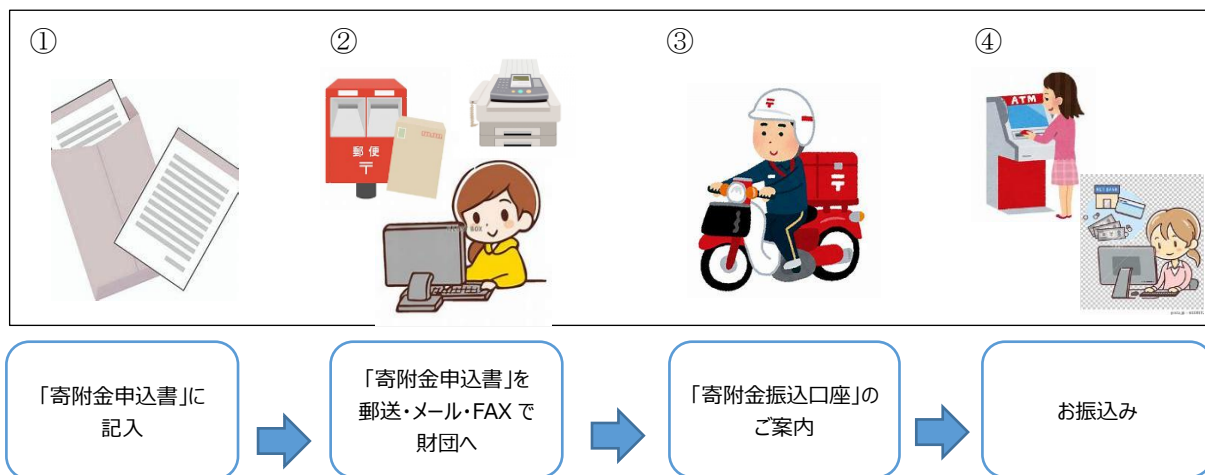 ①
②
③
④
郵便
〒
〒
〒
ATM
「寄附金申込書」に
記入
「寄附金申込書」を
郵送・メール・FAX で
財団へ
「寄附金振込口座」の
ご案内
お振込み